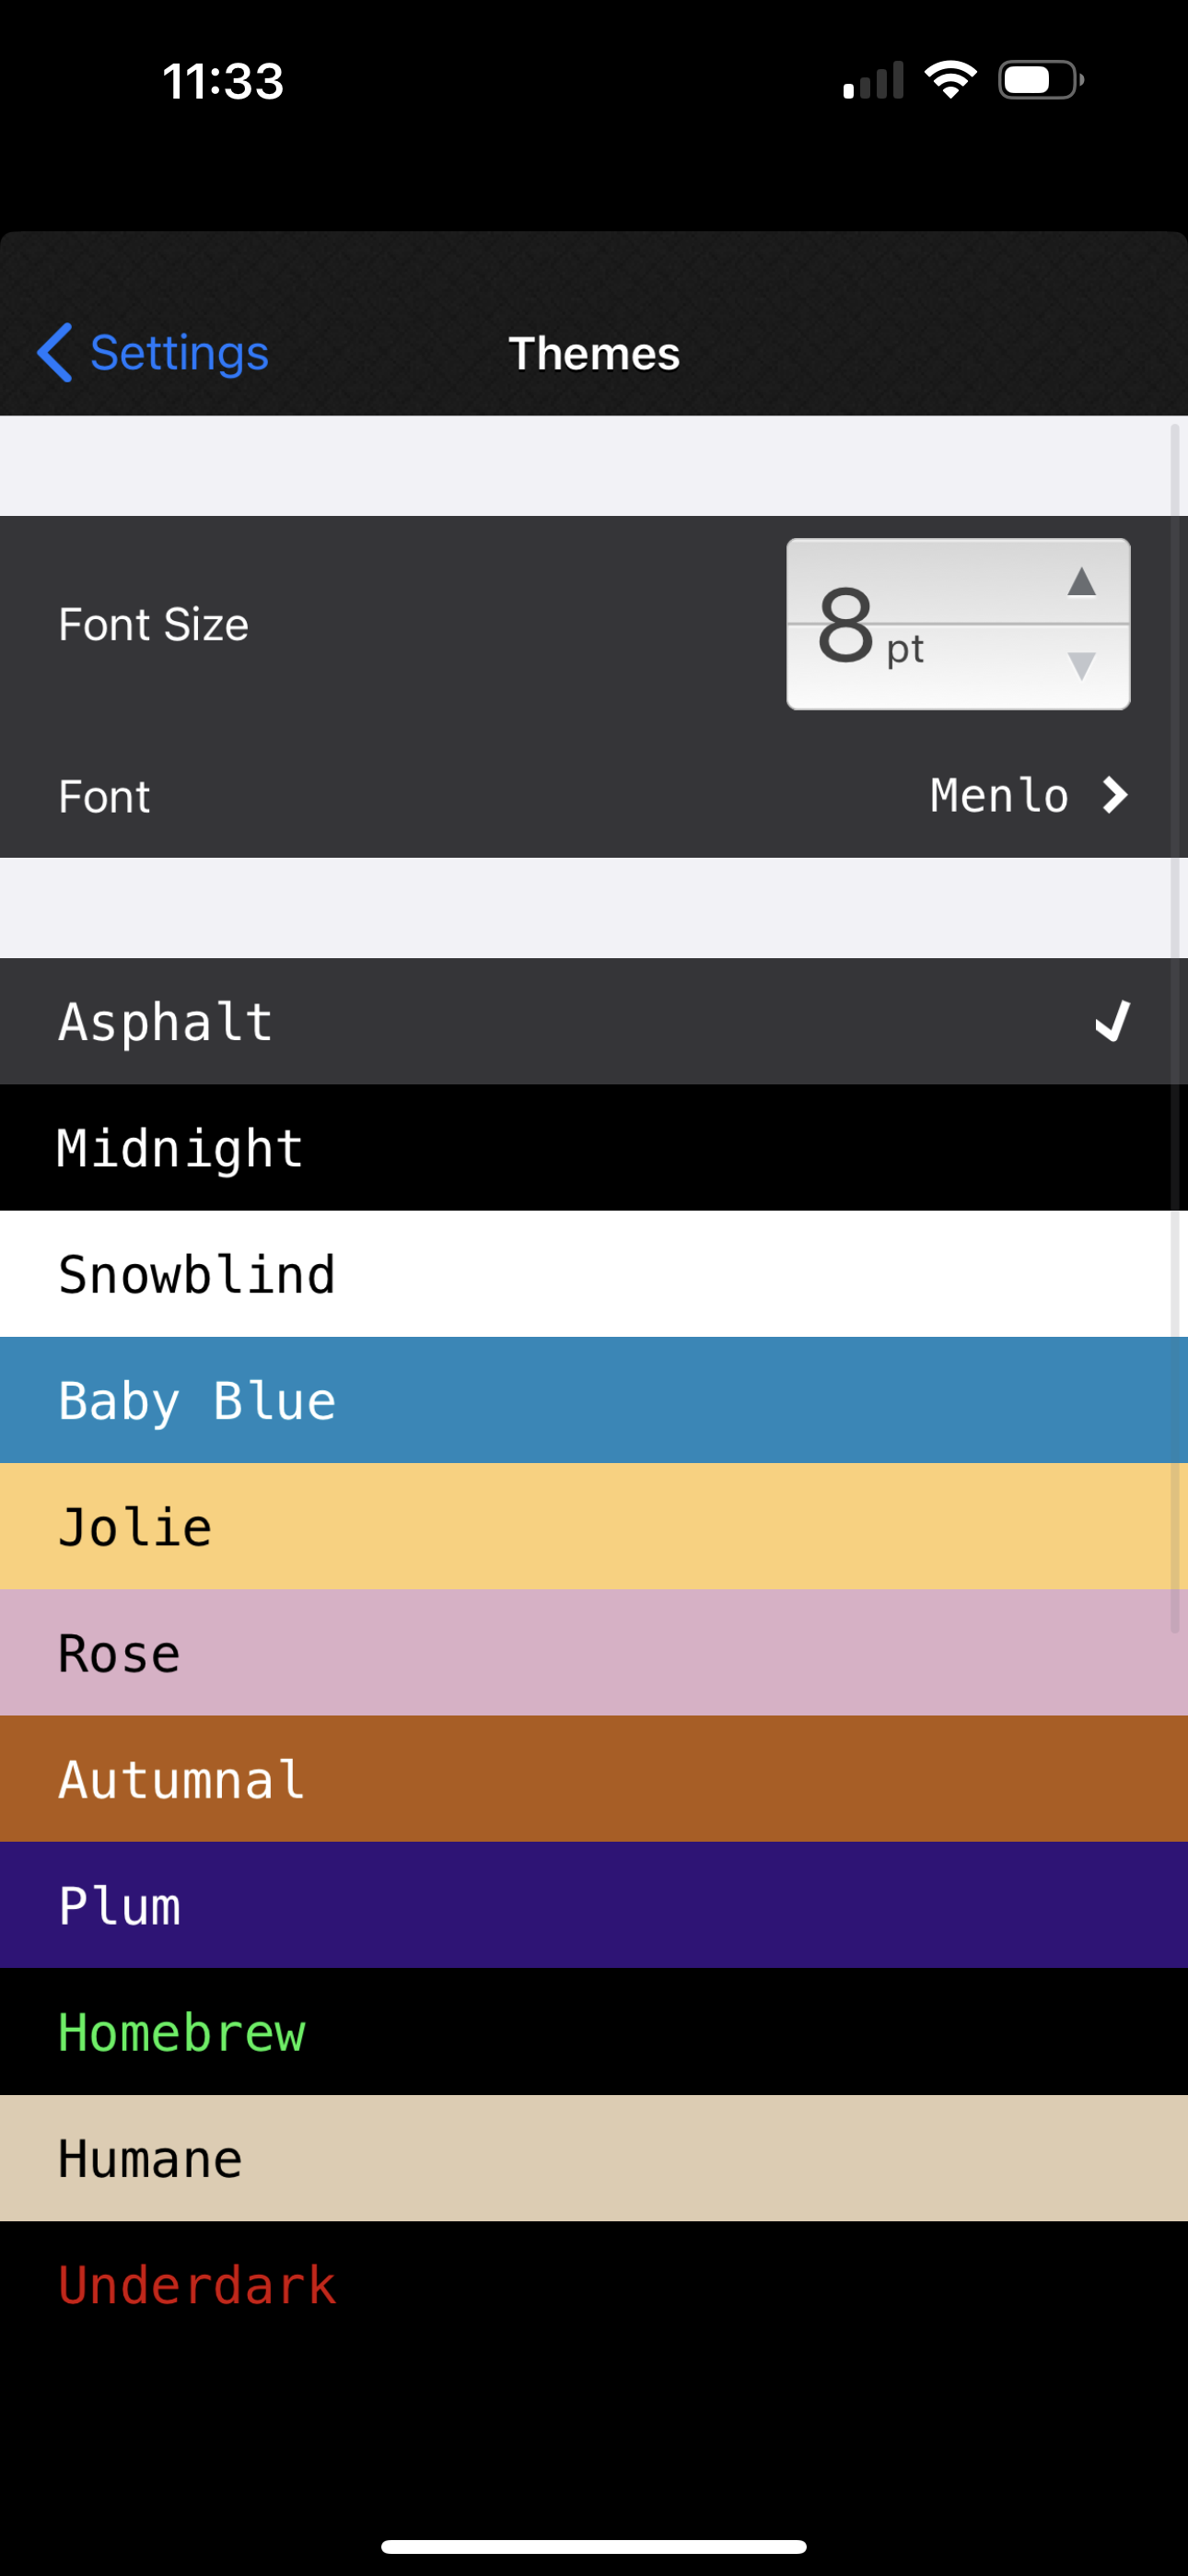 11:33
Settings
Themes
Font Size
8 pt
Font
Menlo
Asphalt
Midnight
Snowblind
Baby Blue
Jolie
Rose
Autumnal
Plum
Homebrew
Humane
Underdark